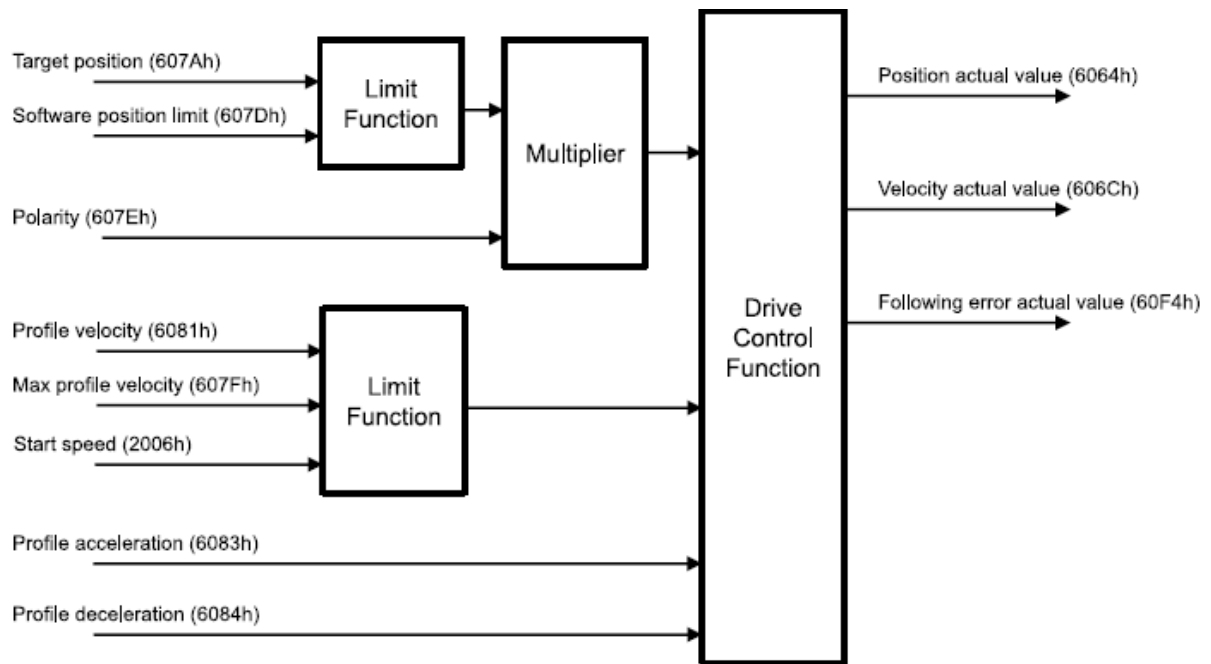 Target position (607Ah)
Software position limit (607Dh)
Limit
Function
Multiplier
Polarity (607Eh)
Profile velocity (6081h)
Max profile velocity (607Fh)
Start speed (2006h)
Limit
Function
Profile acceleration (6083h)
Profile deceleration (6084h)
Drive
Control
Function
Position actual value (6064h)
Velocity actual value (606Ch)
Following error actual value (60F4h)